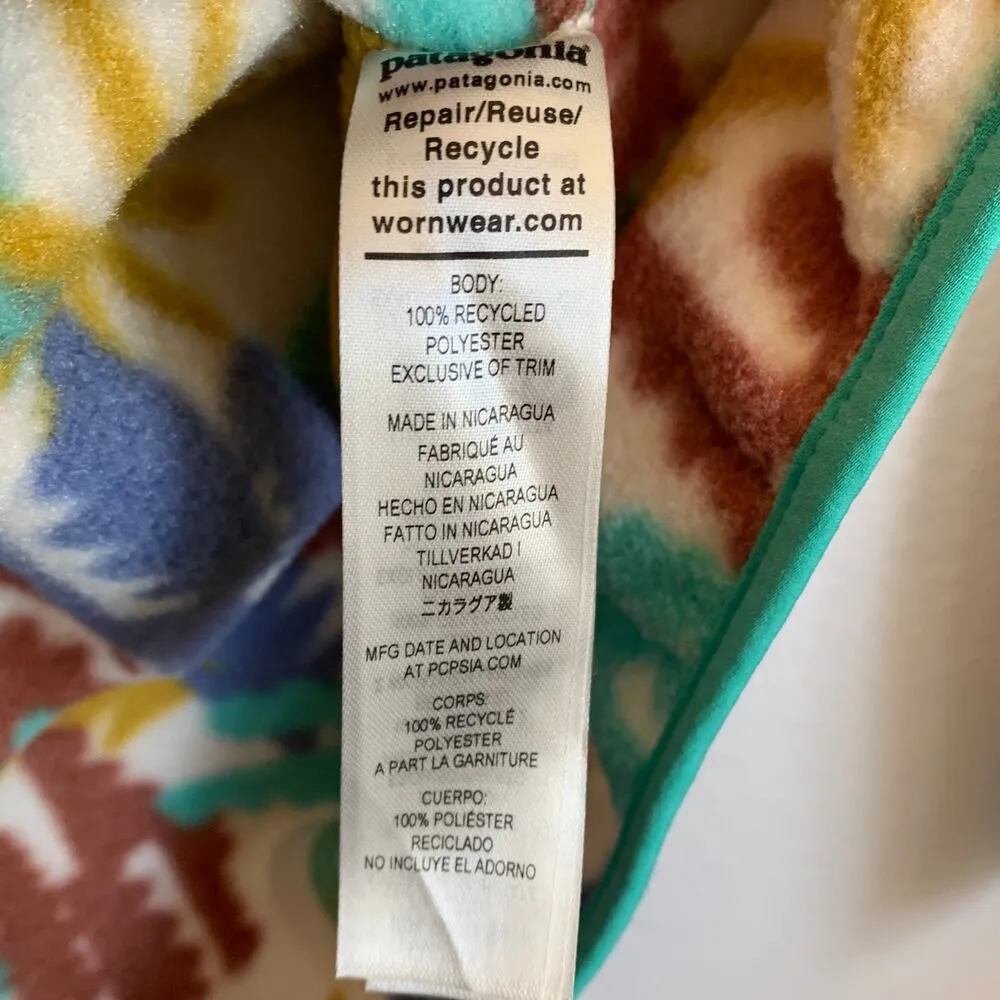 patagonia®
www.patagonia.com
Repair/Reuse/
Recycle
this product at
wornwear.com
BODY:
100% RECYCLED
POLYESTER
EXCLUSIVE OF TRIM
MADE IN NICARAGUA
FABRIQUÉ AU
NICARAGUA
HECHO EN NICARAGUA
FATTO IN NICARAGUA
TILLVERKAD I
NICARAGUA
ニカラグア製
MFG DATE AND LOCATION
AT PCPSIA.COM
CORPS
100% RECYCLÉ
POLYESTER
A PART LA GARNITURE
CUERPO:
100% POLIÉSTER
RECICLADO
NO INCLUYE EL ADORNO